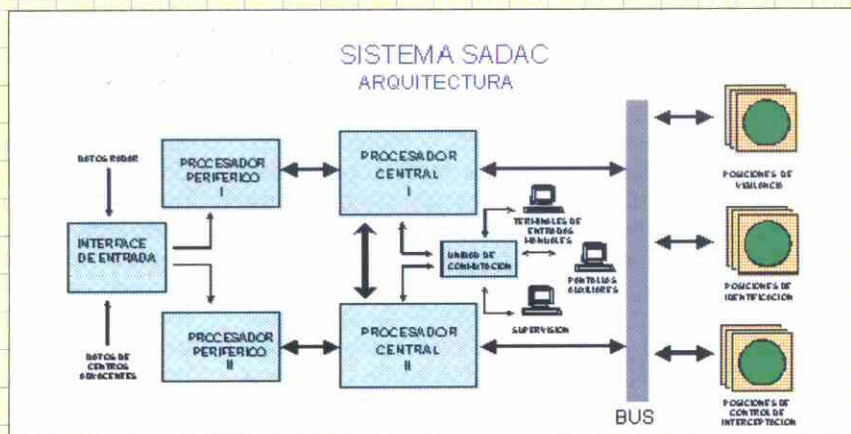 SISTEMA SADAC
ARQUITECTURA
DATOS RADAR
PROCESADOR
PERIFERICO
I
PROCESADOR
CENTRAL
I
POSICIONES DE
VIGILANCIA
INTERFACE
DE ENTRADA
TERMINALES DE
ENTRADAS
MANUALES
UNIDAD DE
CONMUTACION
PANTALLAS
AUXILIARES
POSICIONES DE
IDENTIFICACION
DATOS DE
CENTROS
ADYACENTES
PROCESADOR
PERIFERICO
II
PROCESADOR
CENTRAL
II
SUPERVISION
BUS
POSICIONES DE
CONTROL DE
INTERCEPTACION